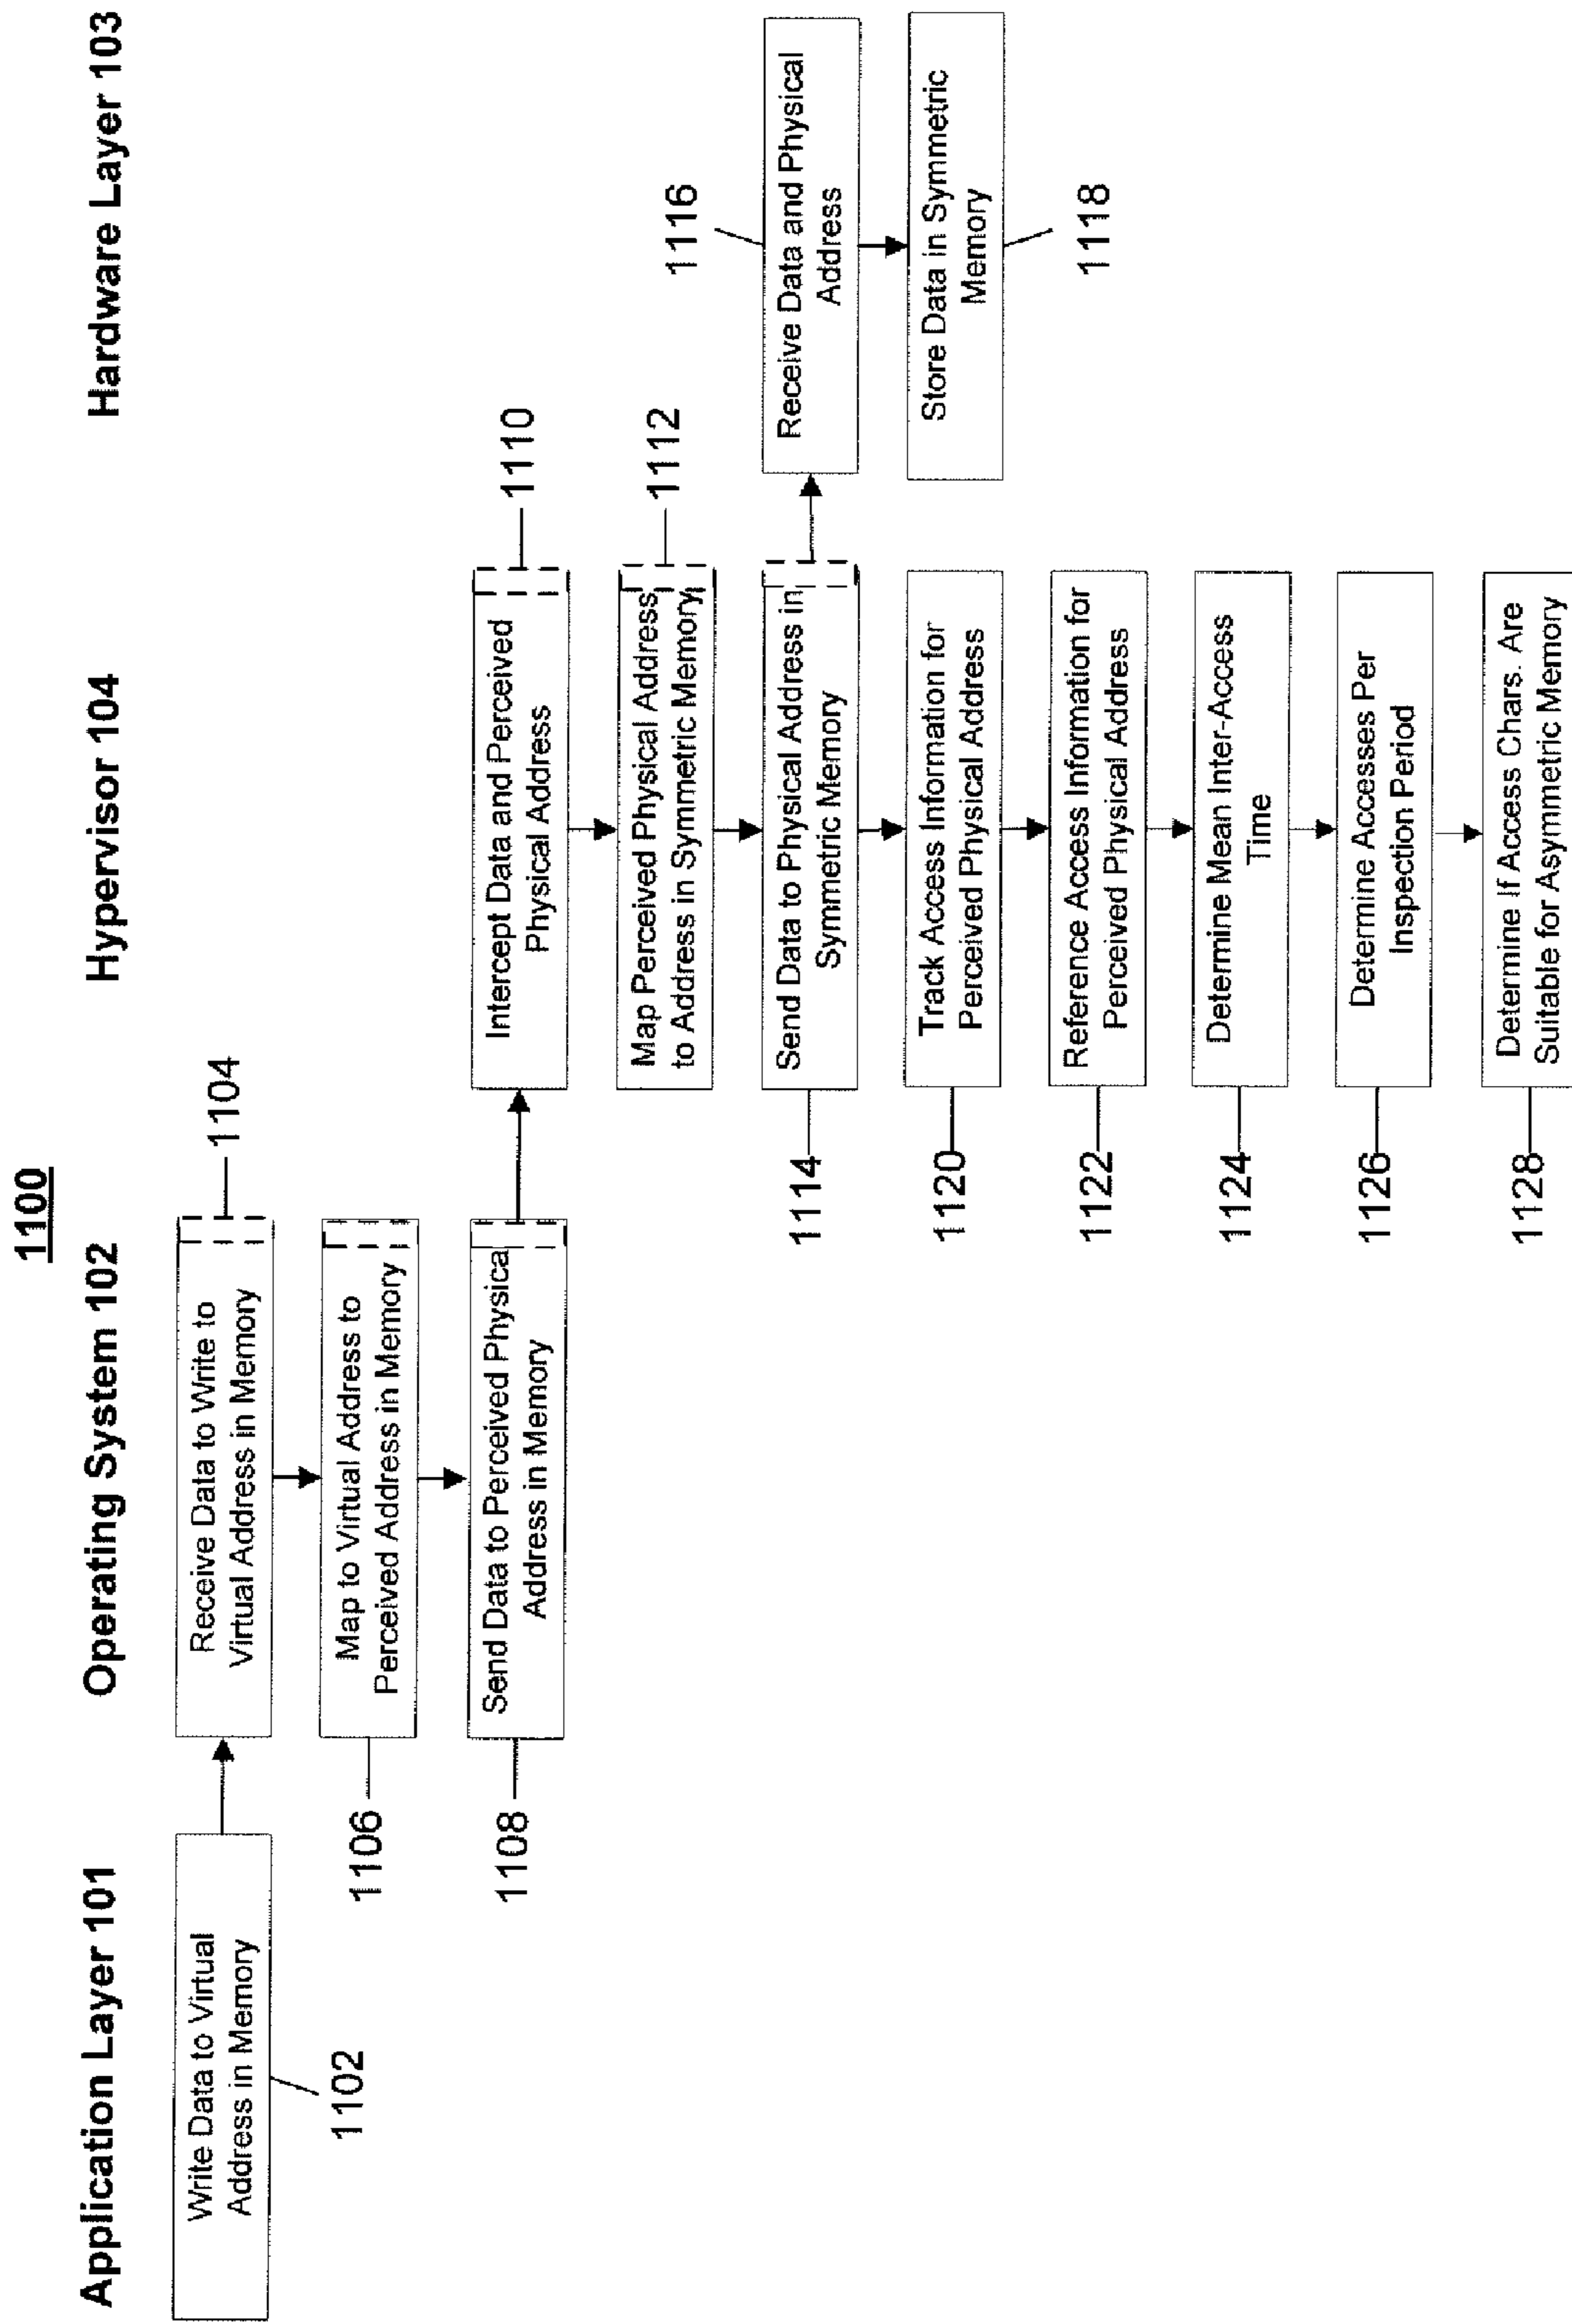 1100
Application Layer 101
Operating System 102
Hypervisor 104
Hardware Layer 103
Write Data to Virtual
Address in Memory
1102
Receive Data to Write to
Virtual Address in Memory
1104
Map to Virtual Address to
Perceived Address in Memory
1106
Send Data to Perceived Physica
Address in Memory
1108
Intercept Data and Perceived
Physical Address
1110
Map Perceived Physical Address
to Address in Symmetric Memory
1112
Send Data to Physical Address in
Symmetric Memory
1114
Receive Data and Physical
Address
1116
Store Data in Symmetric
Memory
1118
Track Access Information for
Perceived Physical Address
1120
Reference Access Information for
Perceived Physical Address
1122
Determine Mean Inter-Access
Time
1124
Determine Accesses Per
Inspection Period
1126
Determine If Access Chars. Are
Suitable for Asymmetric Memory
1128